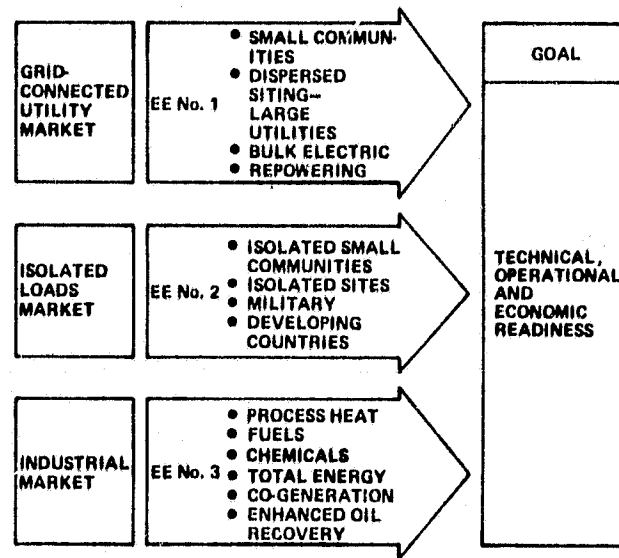 GRID-
CONNECTED
UTILITY
MARKET
EE No. 1
● SMALL COMMUN-
ITIES
● DISPERSED
SITING—
LARGE
UTILITIES
● BULK ELECTRIC
● REPOWERING
ISOLATED
LOADS
MARKET
EE No. 2
● ISOLATED SMALL
COMMUNITIES
● ISOLATED SITES
● MILITARY
● DEVELOPING
COUNTRIES
INDUSTRIAL
MARKET
EE No. 3
● PROCESS HEAT
● FUELS
● CHEMICALS
● TOTAL ENERGY
● CO-GENERATION
● ENHANCED OIL
RECOVERY
GOAL
TECHNICAL,
OPERATIONAL
AND
ECONOMIC
READINESS